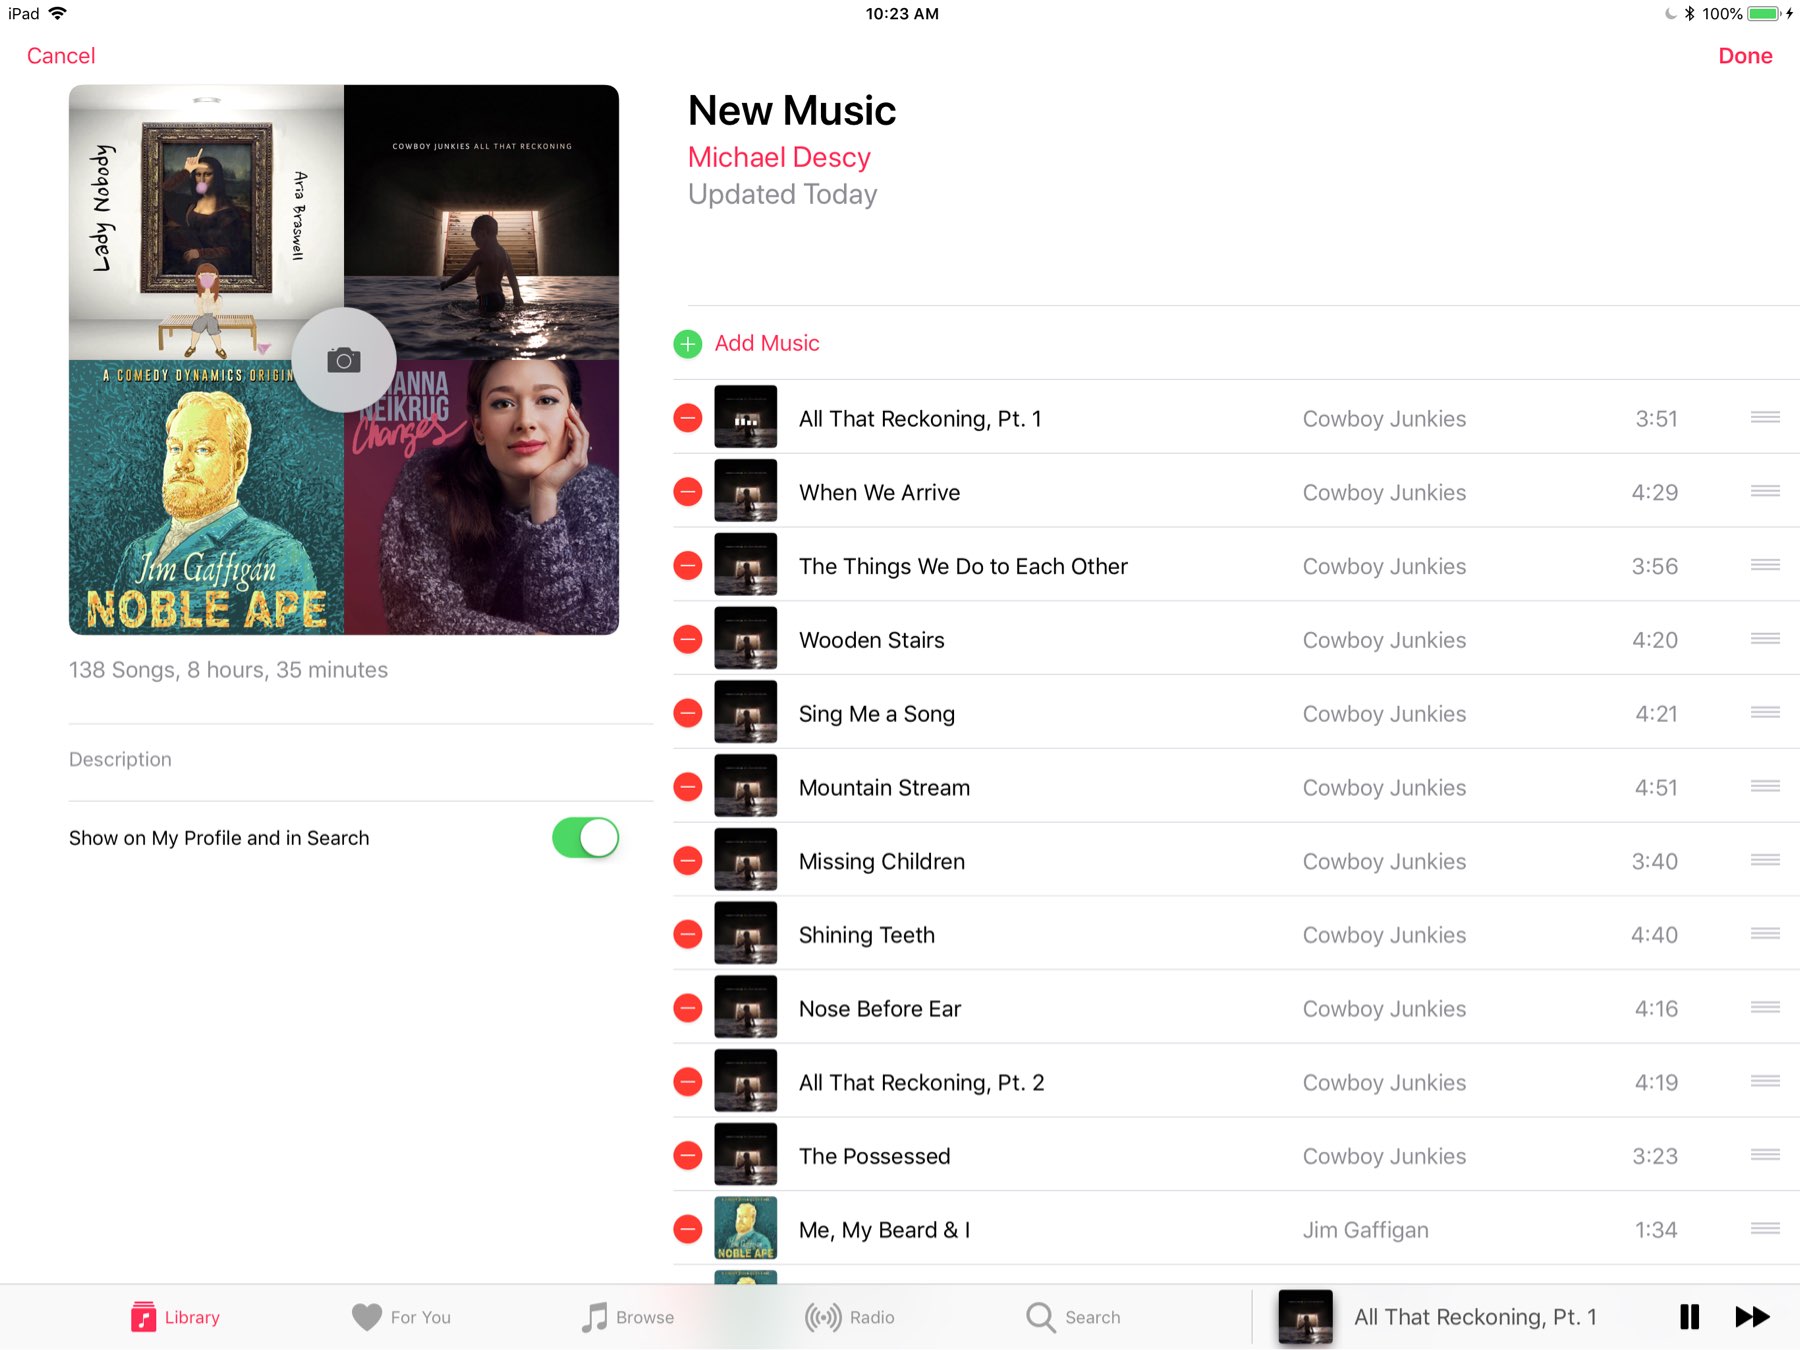 iPad
10:23 AM
100%
Cancel
Done
Lady Nobody
Aria Braswell
COWBOY JUNKIES ALL THAT RECKONING
A COMEDY DYNAMICS ORIGIN
Jim Gaffigan
NOBLE APE
ANNA
NEIKRUG
Changes
138 Songs, 8 hours, 35 minutes
Description
Show on My Profile and in Search
New Music
Michael Descy
Updated Today
Add Music
All That Reckoning, Pt. 1 Cowboy Junkies 3:51
When We Arrive Cowboy Junkies 4:29
The Things We Do to Each Other Cowboy Junkies 3:56
Wooden Stairs Cowboy Junkies 4:20
Sing Me a Song Cowboy Junkies 4:21
Mountain Stream Cowboy Junkies 4:51
Missing Children Cowboy Junkies 3:40
Shining Teeth Cowboy Junkies 4:40
Nose Before Ear Cowboy Junkies 4:16
All That Reckoning, Pt. 2 Cowboy Junkies 4:19
The Possessed Cowboy Junkies 3:23
Me, My Beard & I Jim Gaffigan 1:34
NOBLE APE
Library
For You
Browse
Radio
Search
All That Reckoning, Pt. 1